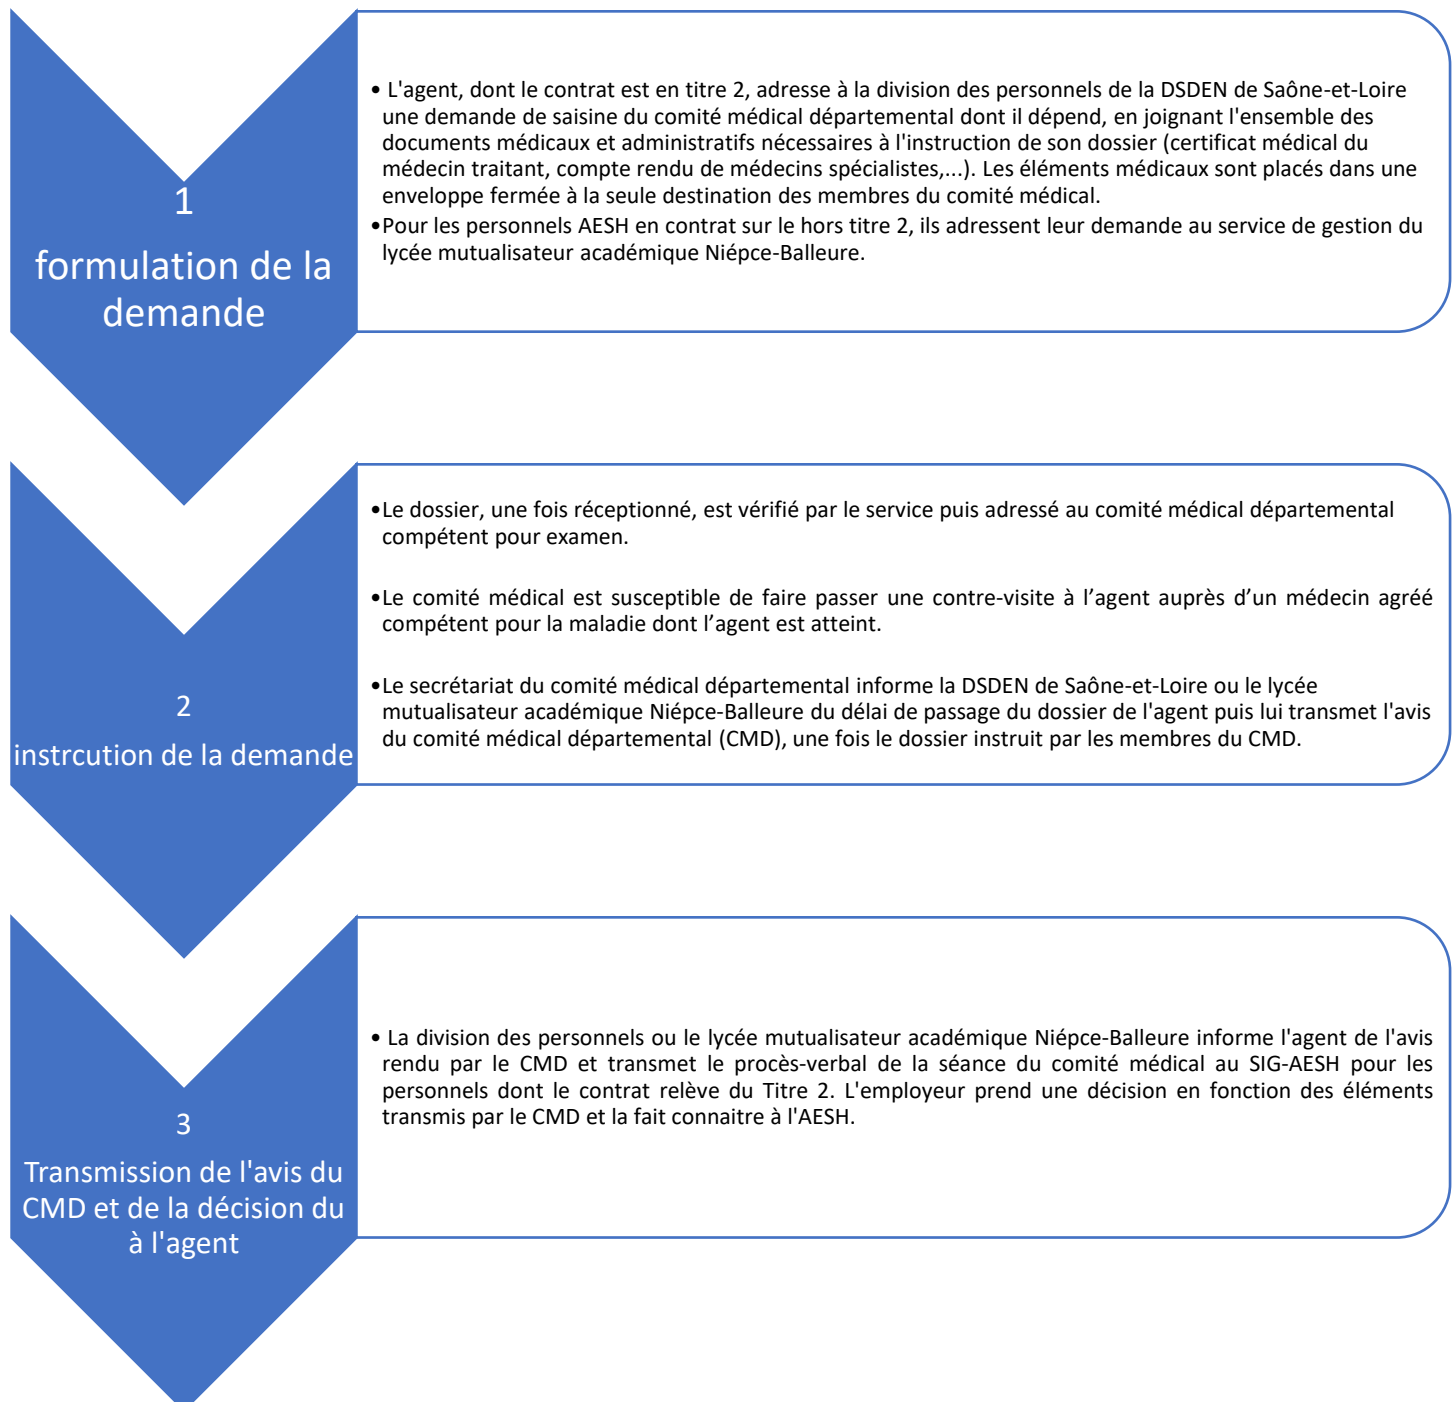 1
formulation de la
demande
• L'agent, dont le contrat est en titre 2, adresse à la division des personnels de la DSDEN de Saône-et-Loire
une demande de saisine du comité médical départemental dont il dépend, en joignant l'ensemble des
documents médicaux et administratifs nécessaires à l'instruction de son dossier (certificat médical du
médecin traitant, compte rendu de médecins spécialistes,...). Les éléments médicaux sont placés dans une
enveloppe fermée à la seule destination des membres du comité médical.
•Pour les personnels AESH en contrat sur le hors titre 2, ils adressent leur demande au service de gestion du
lycée mutualisateur académique Niépce-Balleure.
2
instrcution de la demande
•Le dossier, une fois réceptionné, est vérifié par le service puis adressé au comité médical départemental
compétent pour examen.
•Le comité médical est susceptible de faire passer une contre-visite à l’agent auprès d’un médecin agréé
compétent pour la maladie dont l’agent est atteint.
•Le secrétariat du comité médical départemental informe la DSDEN de Saône-et-Loire ou le lycée
mutualisateur académique Niépce-Balleure du délai de passage du dossier de l'agent puis lui transmet l'avis
du comité médical départemental (CMD), une fois le dossier instruit par les membres du CMD.
3
Transmission de l'avis du
CMD et de la décision du
à l'agent
• La division des personnels ou le lycée mutualisateur académique Niépce-Balleure informe l'agent de l'avis
rendu par le CMD et transmet le procès-verbal de la séance du comité médical au SIG-AESH pour les
personnels dont le contrat relève du Titre 2. L'employeur prend une décision en fonction des éléments
transmis par le CMD et la fait connaitre à l'AESH.